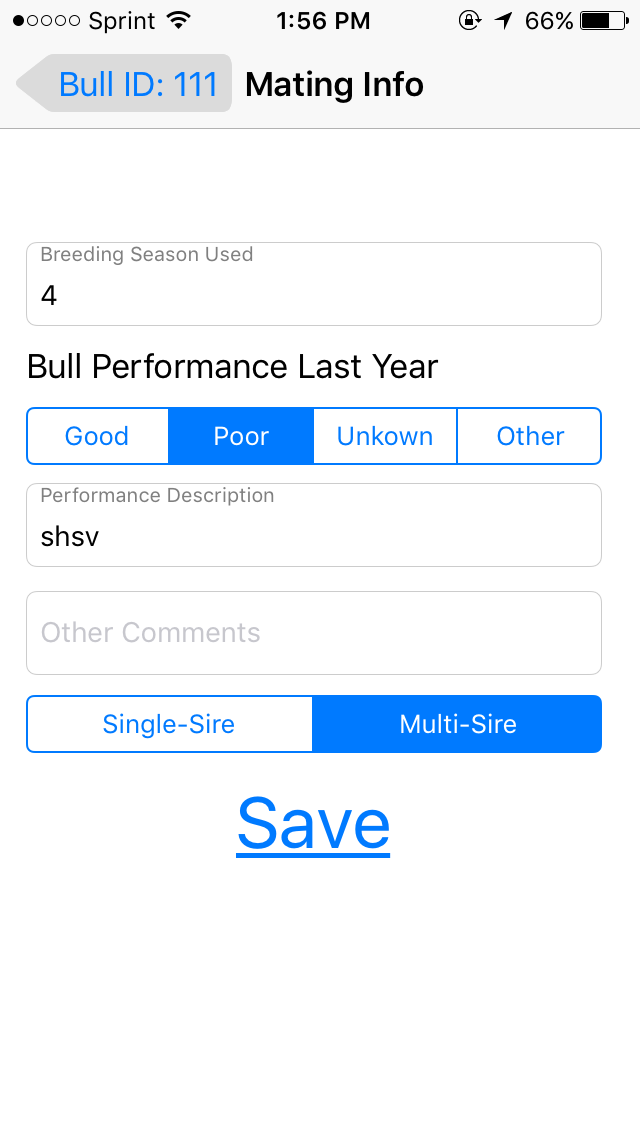 Sprint 1:56 PM 66%
Bull ID: 111 Mating Info
Breeding Season Used
4
Bull Performance Last Year
Good Poor Unkown Other
Performance Description
shsv
Other Comments
Single-Sire Multi-Sire
Save